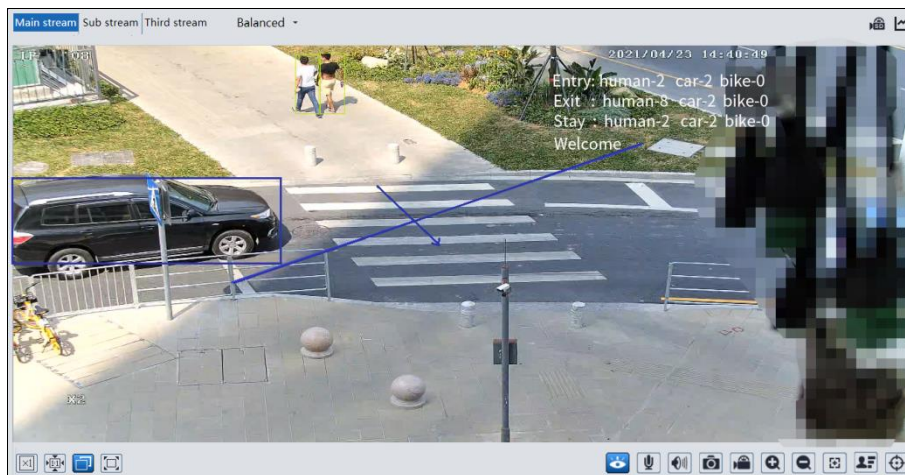 Main stream Sub stream Third stream Balanced
2021/04/23 14:40:49
Entry: human-2 car-2 bike-0
Exit : human-8 car-2 bike-0
Stay : human-2 car-2 bike-0
Welcome